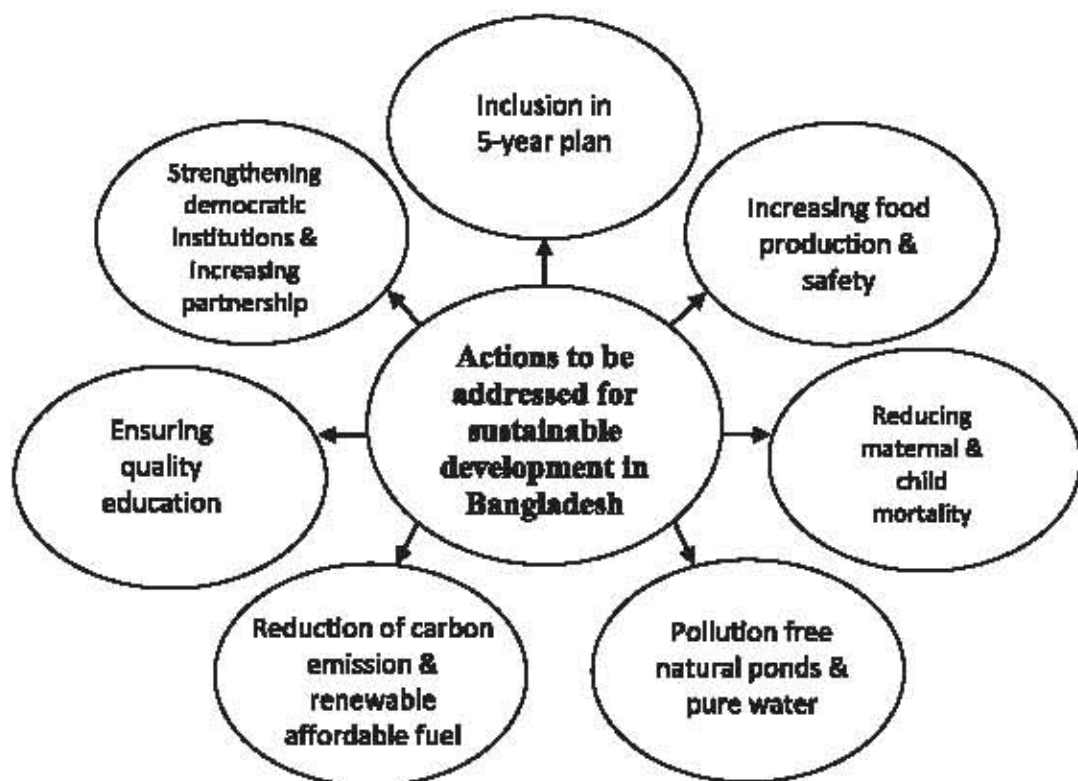 Inclusion in
5-year plan
Strengthening
democratic
institutions &
increasing
partnership
Increasing food
production &
safety
Actions to be
addressed for
sustainable
development in
Bangladesh
Ensuring
quality
education
Reducing
maternal &
child
mortality
Reduction of carbon
emission &
renewable
affordable fuel
Pollution free
natural ponds &
pure water